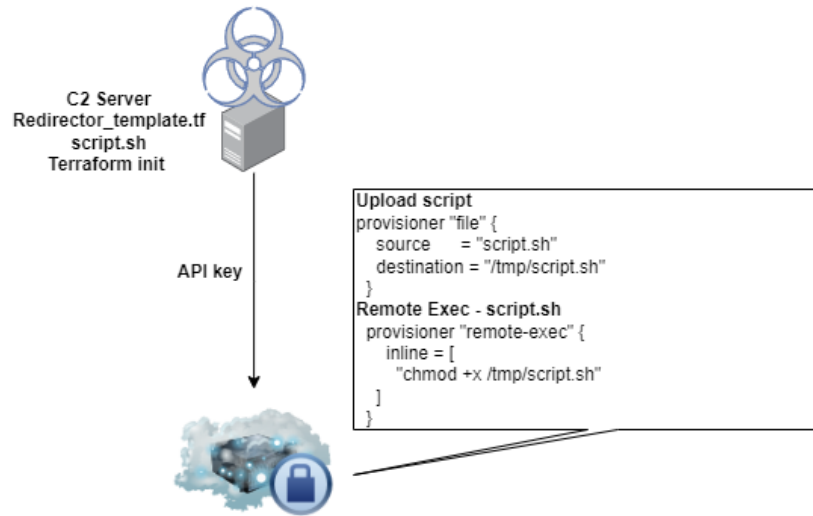 C2 Server
Redirector_template.tf
script.sh
Terraform init
API key
Upload script
provisioner "file" {
source = "script.sh"
destination = "/tmp/script.sh"
}
Remote Exec - script.sh
provisioner "remote-exec" {
inline = [
"chmod +x /tmp/script.sh"
]
}